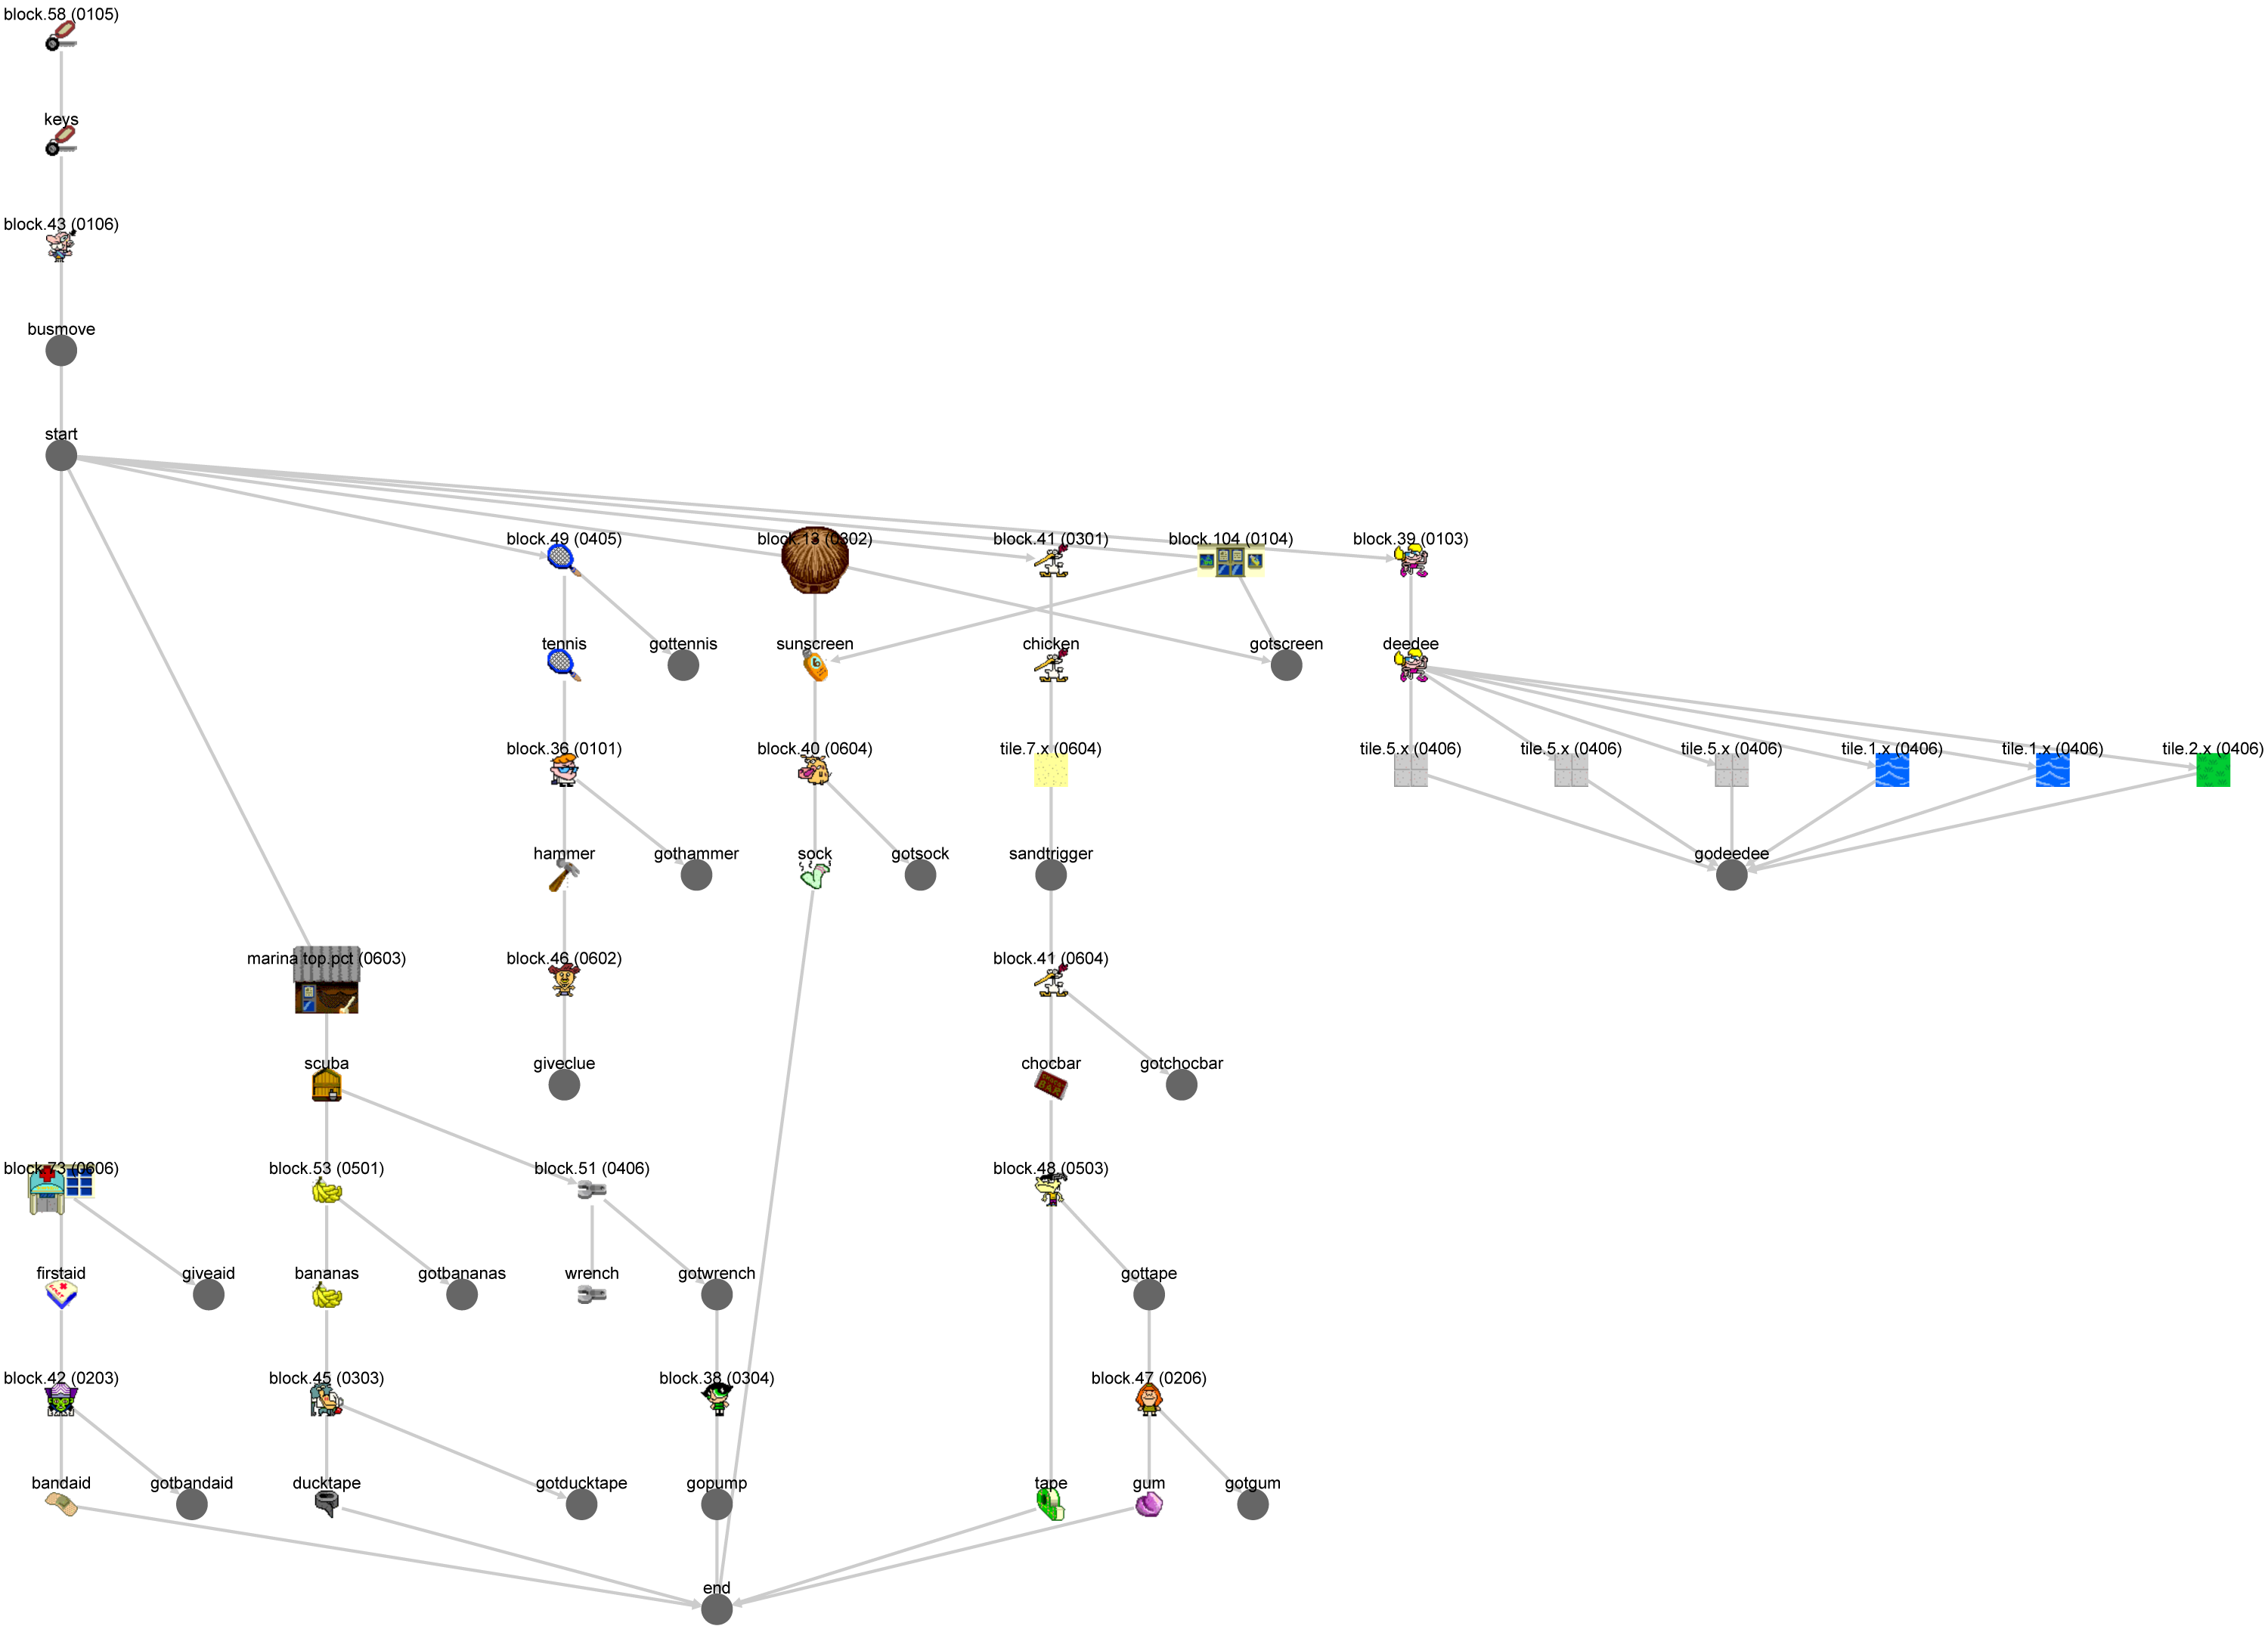 block.58 (0105)
keys
block.43 (0106)
busmove
start
block.49 (0405)
block.13 (0302)
block.41 (0301)
block.104 (0104)
block.39 (0103)
tennis
gottennis
sunscreen
chicken
gotscreen
deedee
block.36 (0101)
block.40 (0604)
tile.7.x (0604)
tile.5.x (0406)
tile.5.x (0406)
tile.5.x (0406)
tile.1.x (0406)
tile.1.x (0406)
tile.2.x (0406)
hammer
gothammer
sock
gotsock
sandtrigger
godeedee
marina top.pct (0603)
block.46 (0602)
block.41 (0604)
scuba
giveclue
chocbar
gotchocbar
block.73 (0606)
block.53 (0501)
block.51 (0406)
block.48 (0503)
firstaid
giveaid
bananas
gotbananas
wrench
gotwrench
gottape
block.42 (0203)
block.45 (0303)
block.38 (0304)
block.47 (0206)
bandaid
gotbandaid
ducktape
gotducktape
gopump
tape
gum
gotgum
end